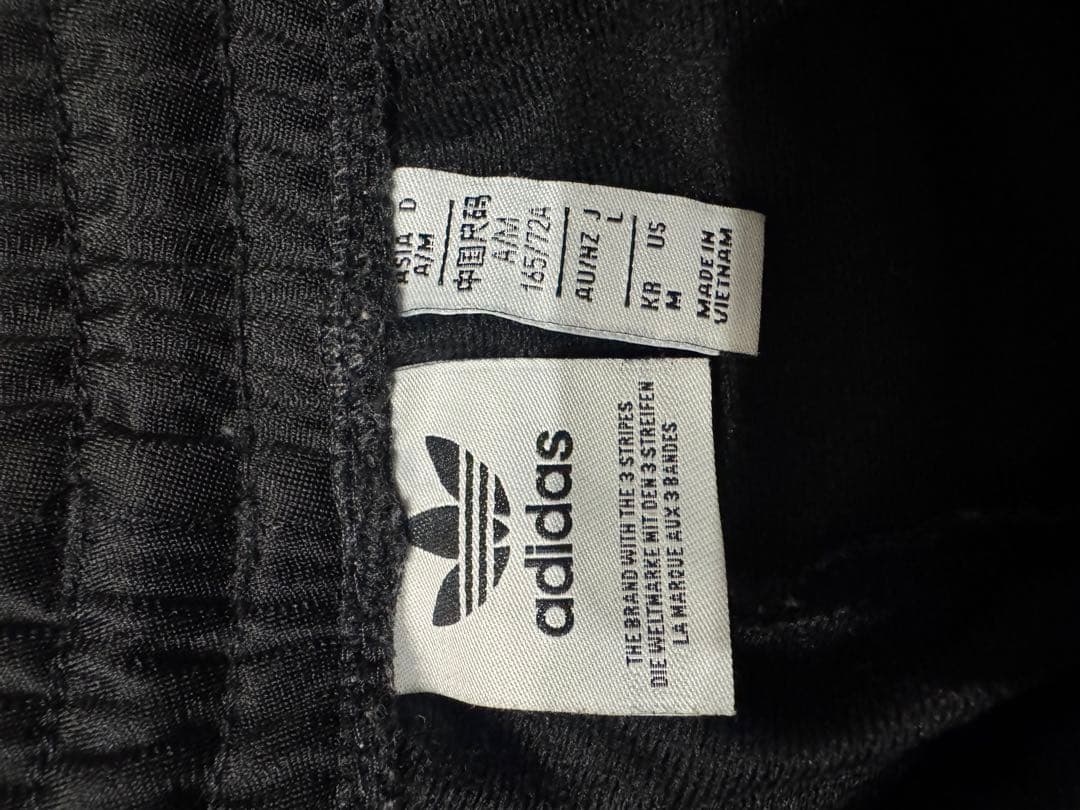 ASIA D
A/M
中国尺码
A/M
165/72A
AU/NZ J
L
KR US
M
MADE IN
VIETNAM
adidas
THE BRAND WITH THE 3 STRIPES
DIE WELTMARKE MIT DEN 3 STREIFEN
LA MARQUE AUX 3 BANDES